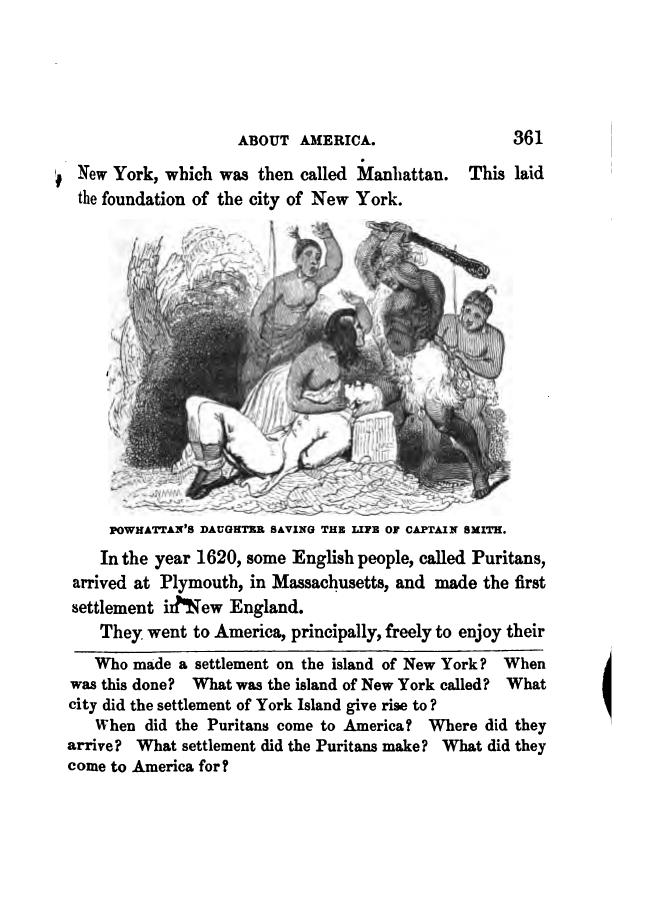 ABOUT AMERICA. 361
New York, which was then called Manhattan. This laid
the foundation of the city of New York.
POWHATTAN'S DAUGHTER SAVING THE LIFE OF CAPTAIN SMITH.
In the year 1620, some English people, called Puritans,
arrived at Plymouth, in Massachusetts, and made the first
settlement in New England.
They went to America, principally, freely to enjoy their
Who made a settlement on the island of New York? When
was this done? What was the island of New York called? What
city did the settlement of York Island give rise to?
When did the Puritans come to America? Where did they
arrive? What settlement did the Puritans make? What did they
come to America for?